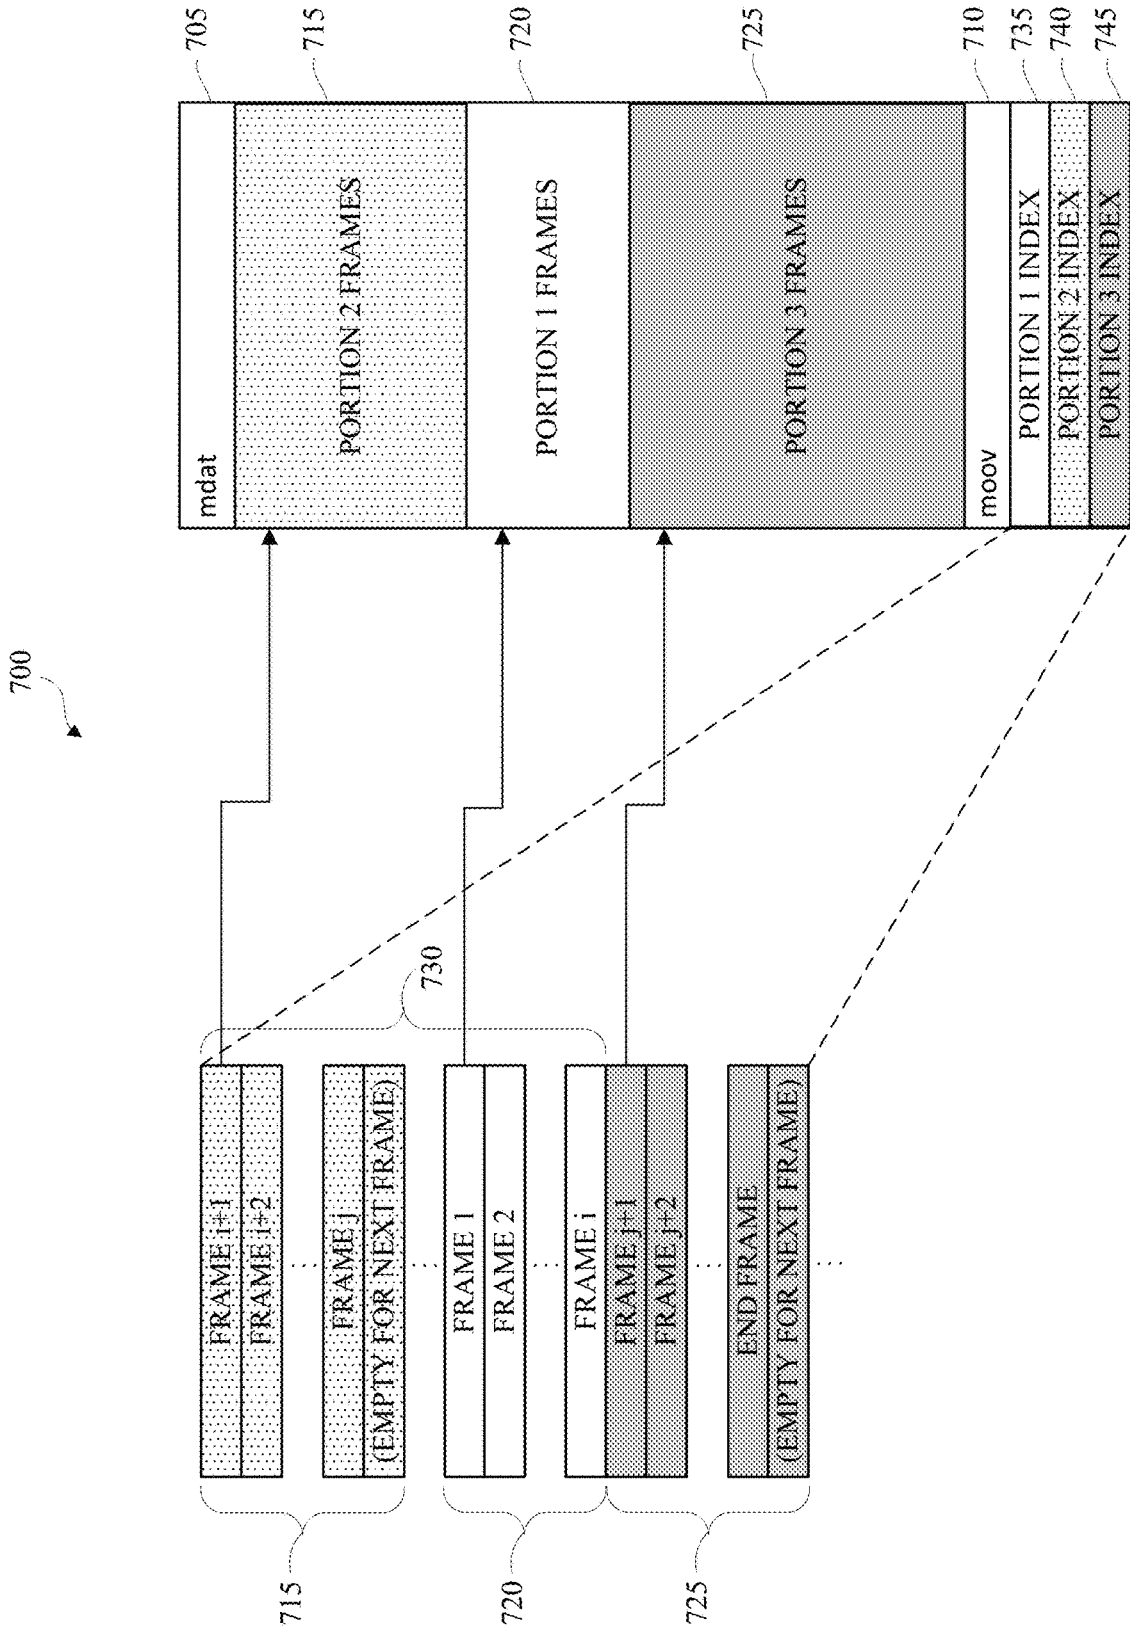 700
FRAME i+1
FRAME i+2
FRAME j
(EMPTY FOR NEXT FRAME)
FRAME 1
FRAME 2
FRAME i
FRAME j+1
FRAME j+2
END FRAME
(EMPTY FOR NEXT FRAME)
715
720
725
730
mdat
PORTION 2 FRAMES
PORTION 1 FRAMES
PORTION 3 FRAMES
moov
PORTION 1 INDEX
PORTION 2 INDEX
PORTION 3 INDEX
705
715
720
725
710
735
740
745